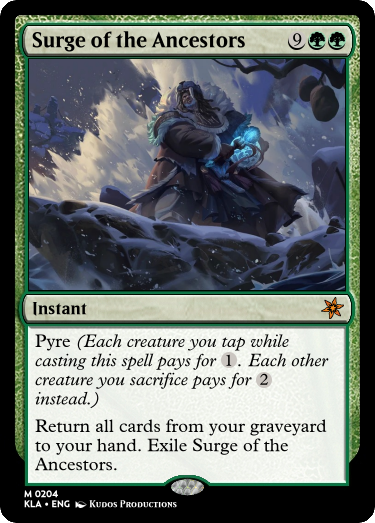 Surge of the Ancestors 9
Instant
Pyre (Each creature you tap while
casting this spell pays for 1. Each other
creature you sacrifice pays for 2
instead.)
Return all cards from your graveyard
to your hand. Exile Surge of the
Ancestors.
M 0204
KLA • ENG Kudos Productions